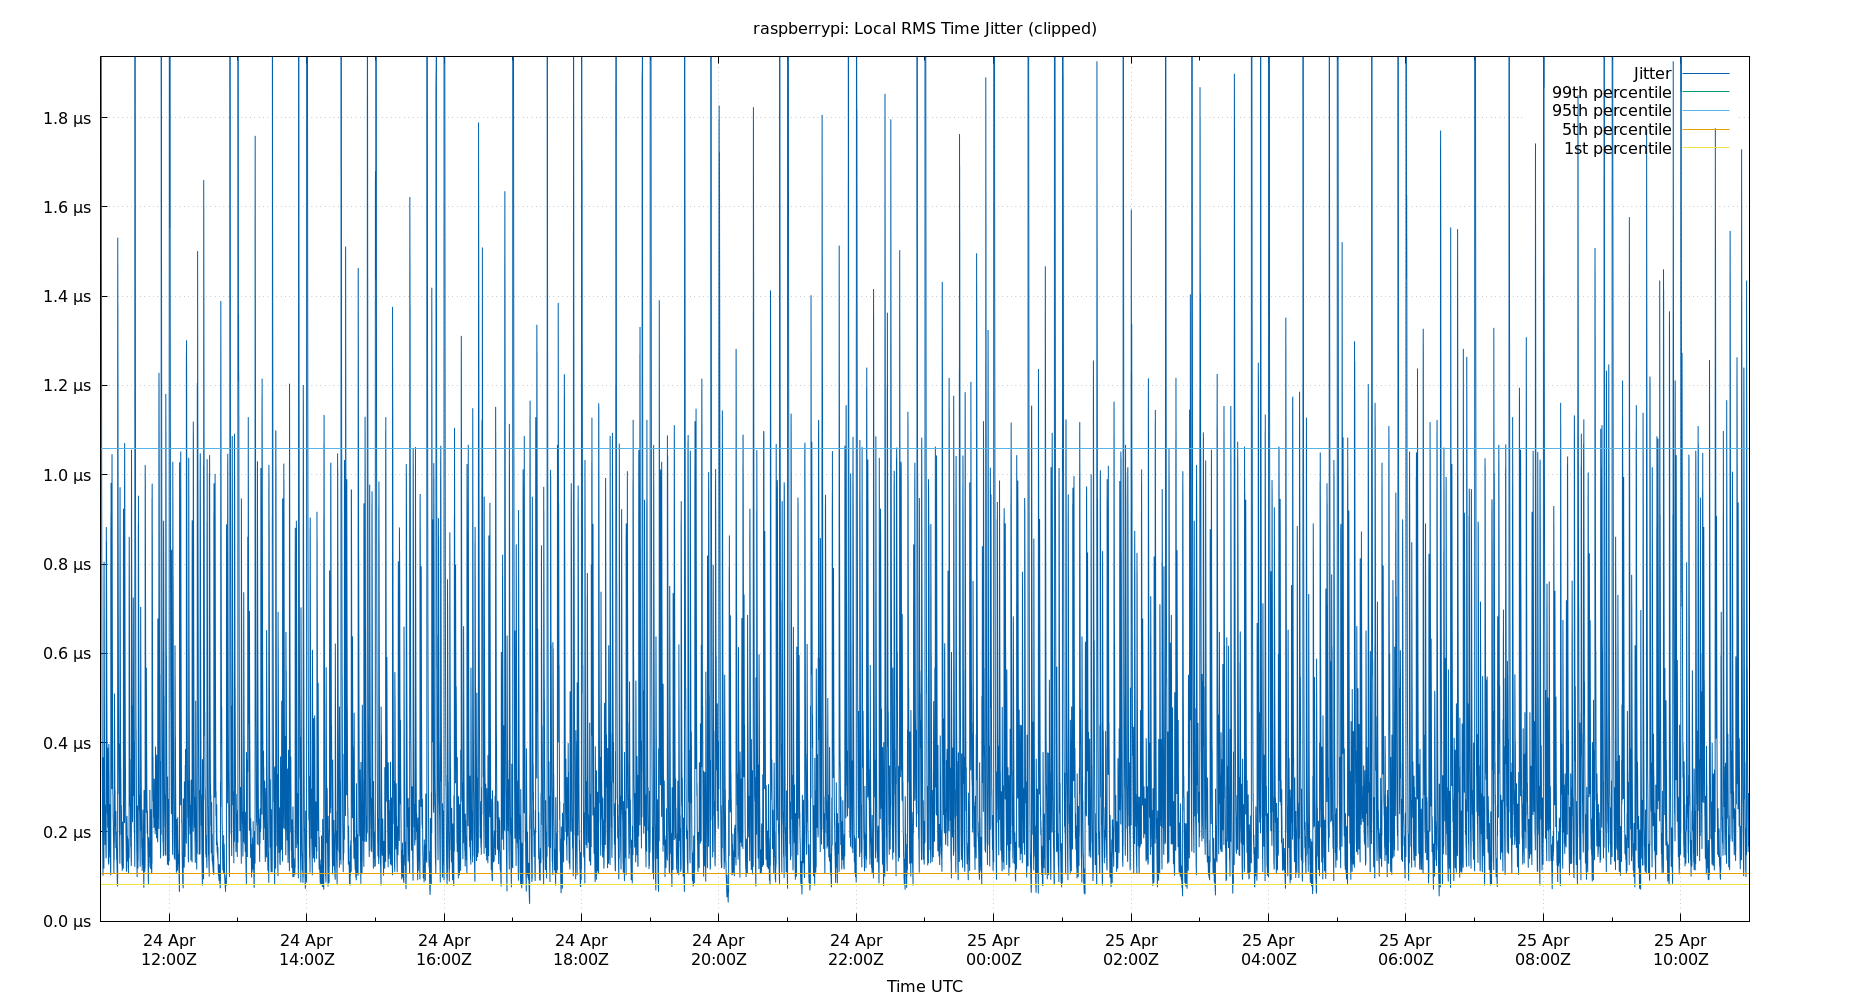 raspberrypi: Local RMS Time Jitter (clipped)
Jitter
99th percentile
95th percentile
5th percentile
1st percentile
1.8 µs
1.6 µs
1.4 µs
1.2 µs
1.0 µs
0.8 µs
0.6 µs
0.4 µs
0.2 µs
0.0 µs
24 Apr 24 Apr 24 Apr 24 Apr 24 Apr 24 Apr 25 Apr 25 Apr 25 Apr 25 Apr 25 Apr 25 Apr
12:00Z 14:00Z 16:00Z 18:00Z 20:00Z 22:00Z 00:00Z 02:00Z 04:00Z 06:00Z 08:00Z 10:00Z
Time UTC